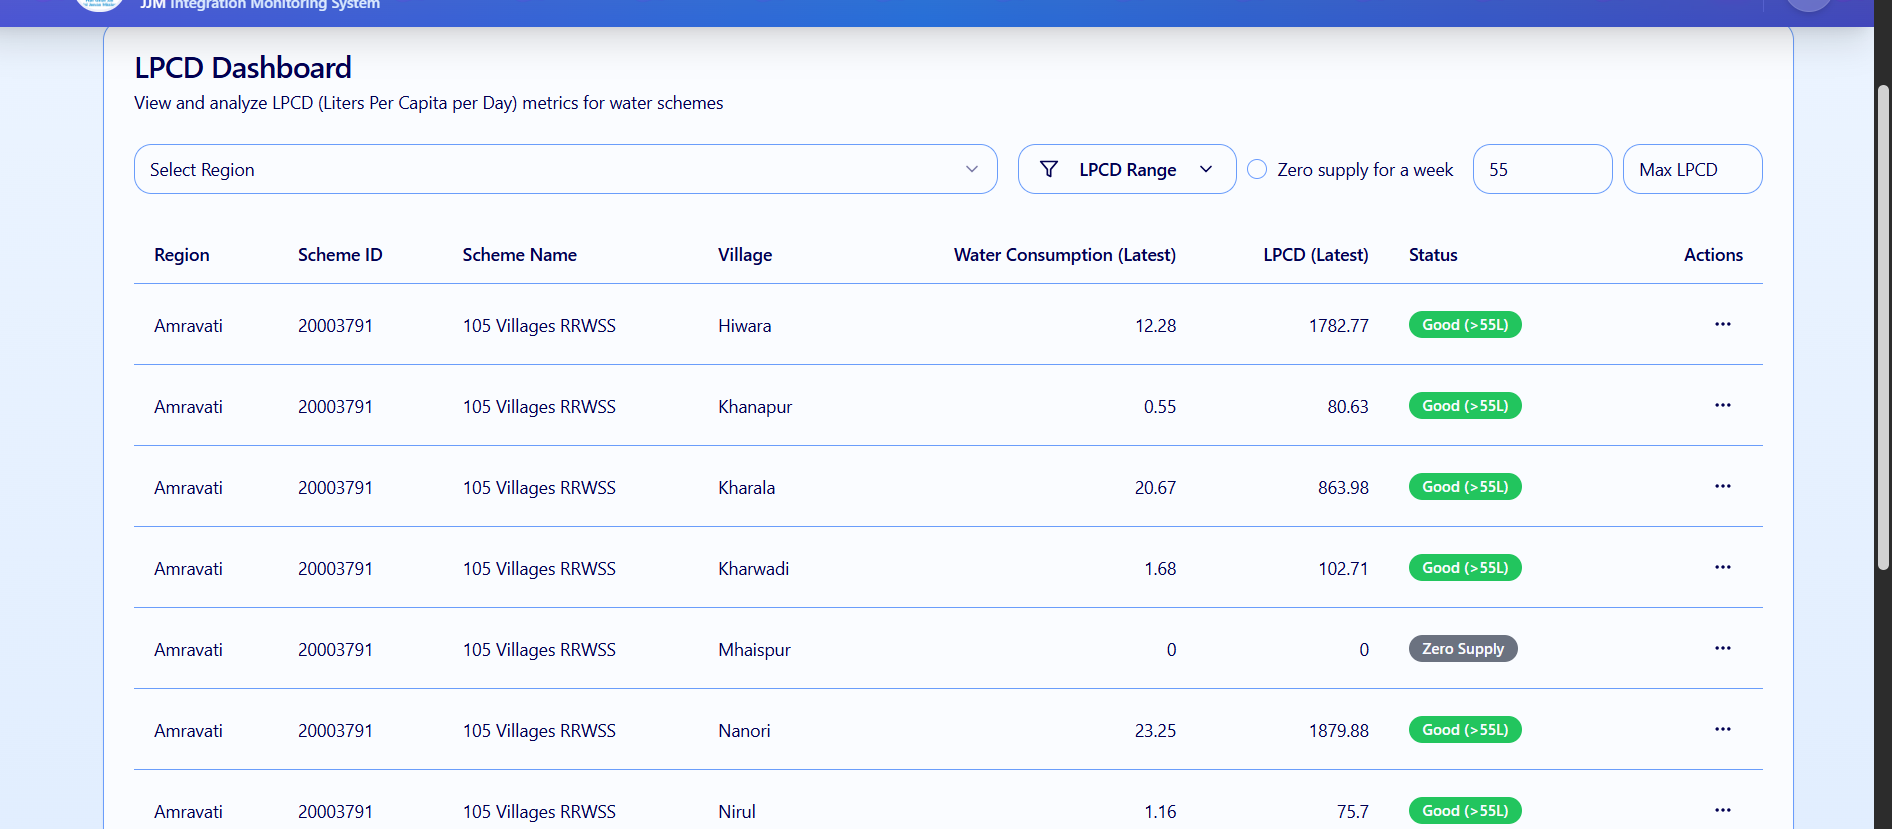 JJM Integration Monitoring System
LPCD Dashboard
View and analyze LPCD (Liters Per Capita per Day) metrics for water schemes
Select Region LPCD Range Zero supply for a week 55 Max LPCD
Region Scheme ID Scheme Name Village Water Consumption (Latest) LPCD (Latest) Status Actions
Amravati 20003791 105 Villages RRWSS Hiwara 12.28 1782.77 Good (>55L) ...
Amravati 20003791 105 Villages RRWSS Khanapur 0.55 80.63 Good (>55L) ...
Amravati 20003791 105 Villages RRWSS Kharala 20.67 863.98 Good (>55L) ...
Amravati 20003791 105 Villages RRWSS Kharwadi 1.68 102.71 Good (>55L) ...
Amravati 20003791 105 Villages RRWSS Mhaispur 0 0 Zero Supply ...
Amravati 20003791 105 Villages RRWSS Nanori 23.25 1879.88 Good (>55L) ...
Amravati 20003791 105 Villages RRWSS Nirul 1.16 75.7 Good (>55L) ...